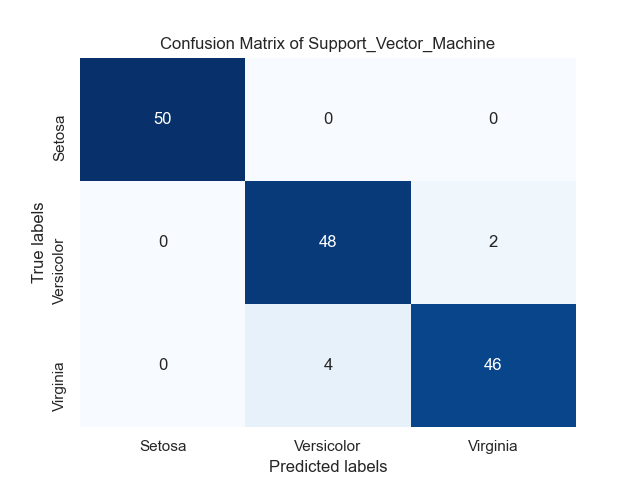 Confusion Matrix of Support_Vector_Machine
True labels
Setosa
50 0 0
Versicolor
0 48 2
Virginia
0 4 46
Setosa Versicolor Virginia
Predicted labels